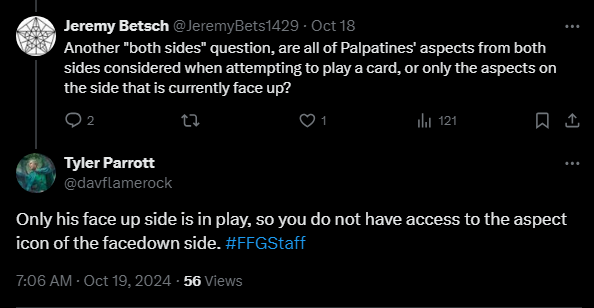 Jeremy Betsch @JeremyBets1429 · Oct 18
Another "both sides" question, are all of Palpatines' aspects from both
sides considered when attempting to play a card, or only the aspects on
the side that is currently face up?
2 1 121
Tyler Parrott
@davflamerock
Only his face up side is in play, so you do not have access to the aspect
icon of the facedown side. #FFGStaff
7:06 AM · Oct 19, 2024 · 56 Views